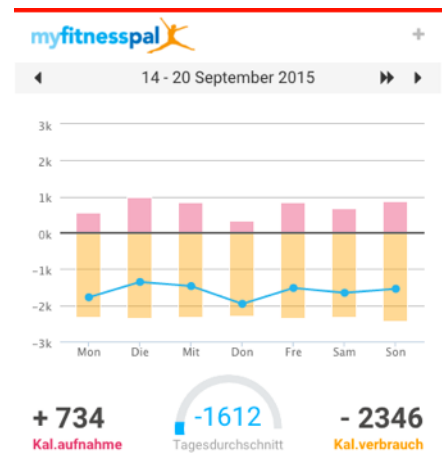 myfitnesspal
14 - 20 September 2015
3k
2k
1k
0k
-1k
-2k
-3k
Mon Die Mit Don Fre Sam Son
+ 734 -1612 - 2346
Kal.aufnahme Tagesdurchschnitt Kal.verbrauch